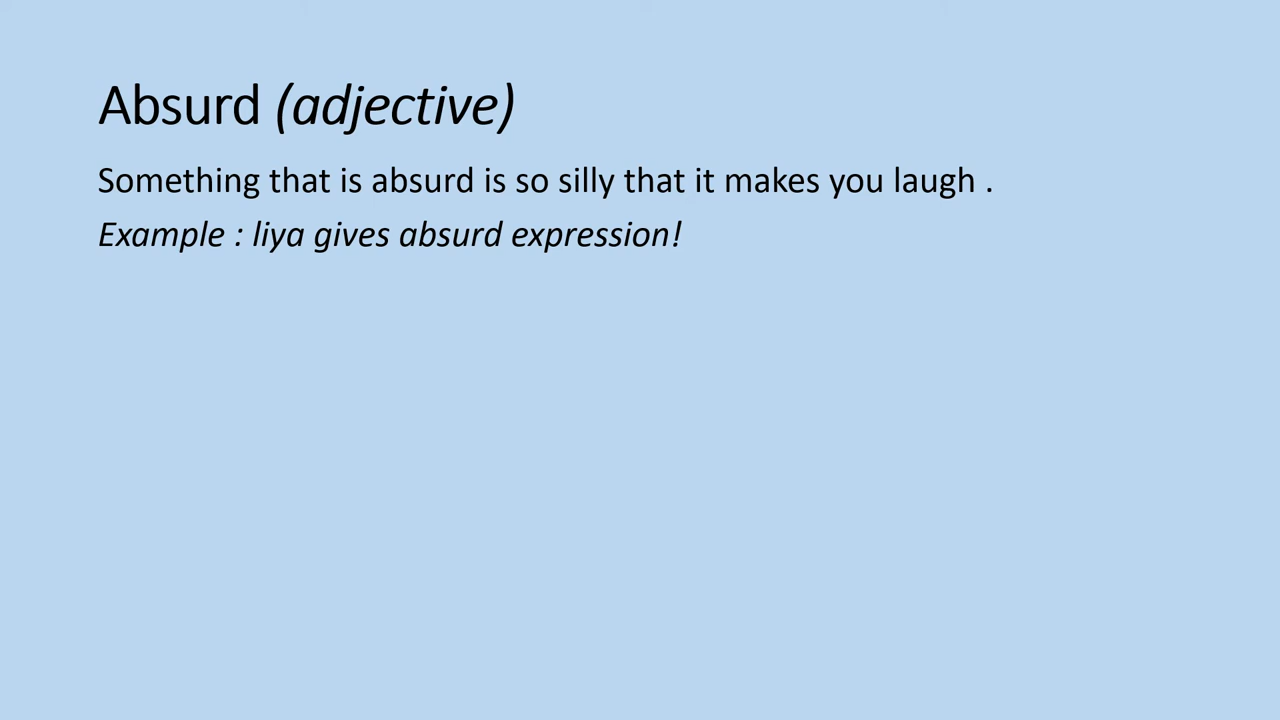 Absurd (adjective)
Something that is absurd is so silly that it makes you laugh .
Example : liya gives absurd expression!